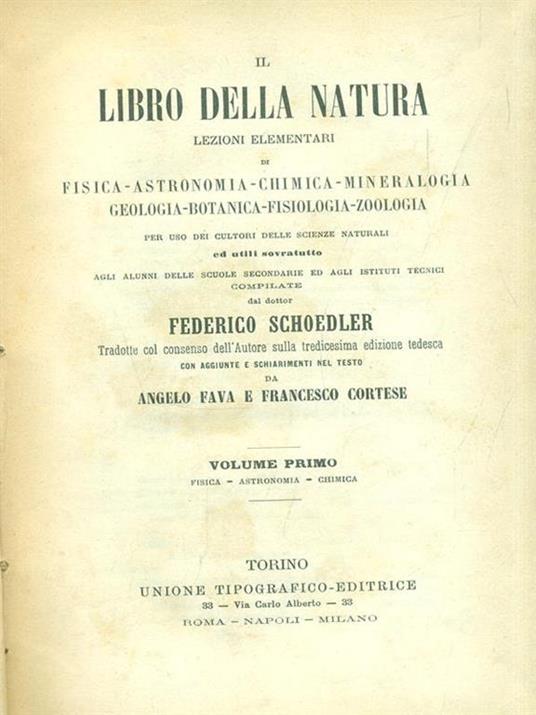 IL
LIBRO DELLA NATURA
LEZIONI ELEMENTARI
DI
FISICA-ASTRONOMIA-CHIMICA-MINERALOGIA
GEOLOGIA-BOTANICA-FISIOLOGIA-ZOOLOGIA
PER USO DEI CULTORI DELLE SCIENZE NATURALI
ed utili sovratutto
AGLI ALUNNI DELLE SCUOLE SECONDARIE ED AGLI ISTITUTI TECNICI
COMPILATE
dal dottor
FEDERICO SCHOEDLER
Tradotte col consenso dell'Autore sulla tredicesima edizione tedesca
CON AGGIUNTE E SCHIARIMENTI NEL TESTO
DA
ANGELO FAVA E FRANCESCO CORTESE
VOLUME PRIMO
FISICA – ASTRONOMIA – CHIMICA
TORINO
UNIONE TIPOGRAFICO-EDITRICE
33 — Via Carlo Alberto — 33
ROMA – NAPOLI – MILANO